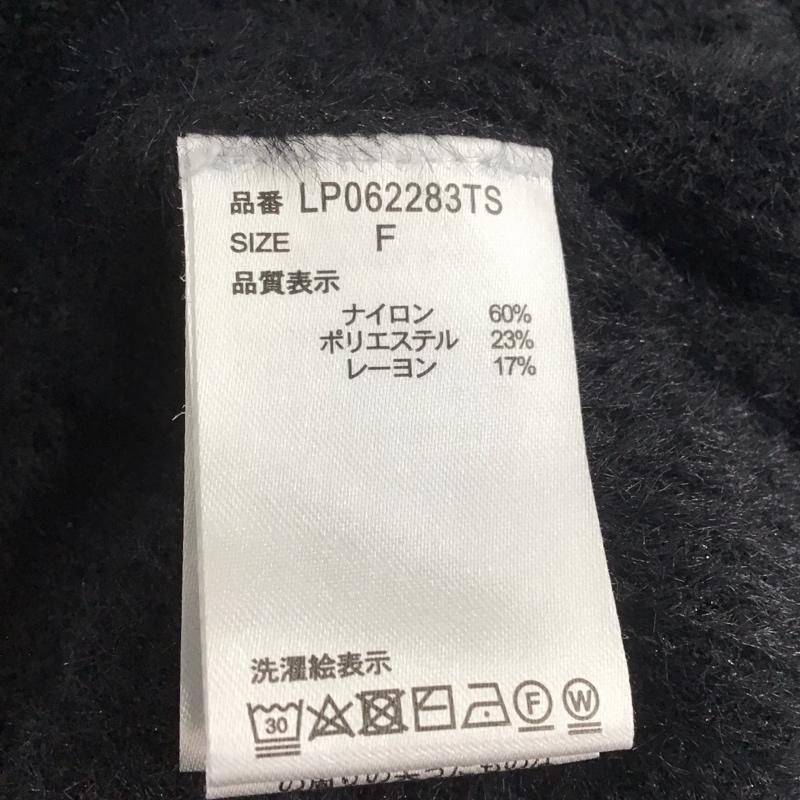 品番 LP062283TS
SIZE F
品質表示
ナイロン 60%
ポリエステル 23%
レーヨン 17%
洗濯絵表示
30 F W